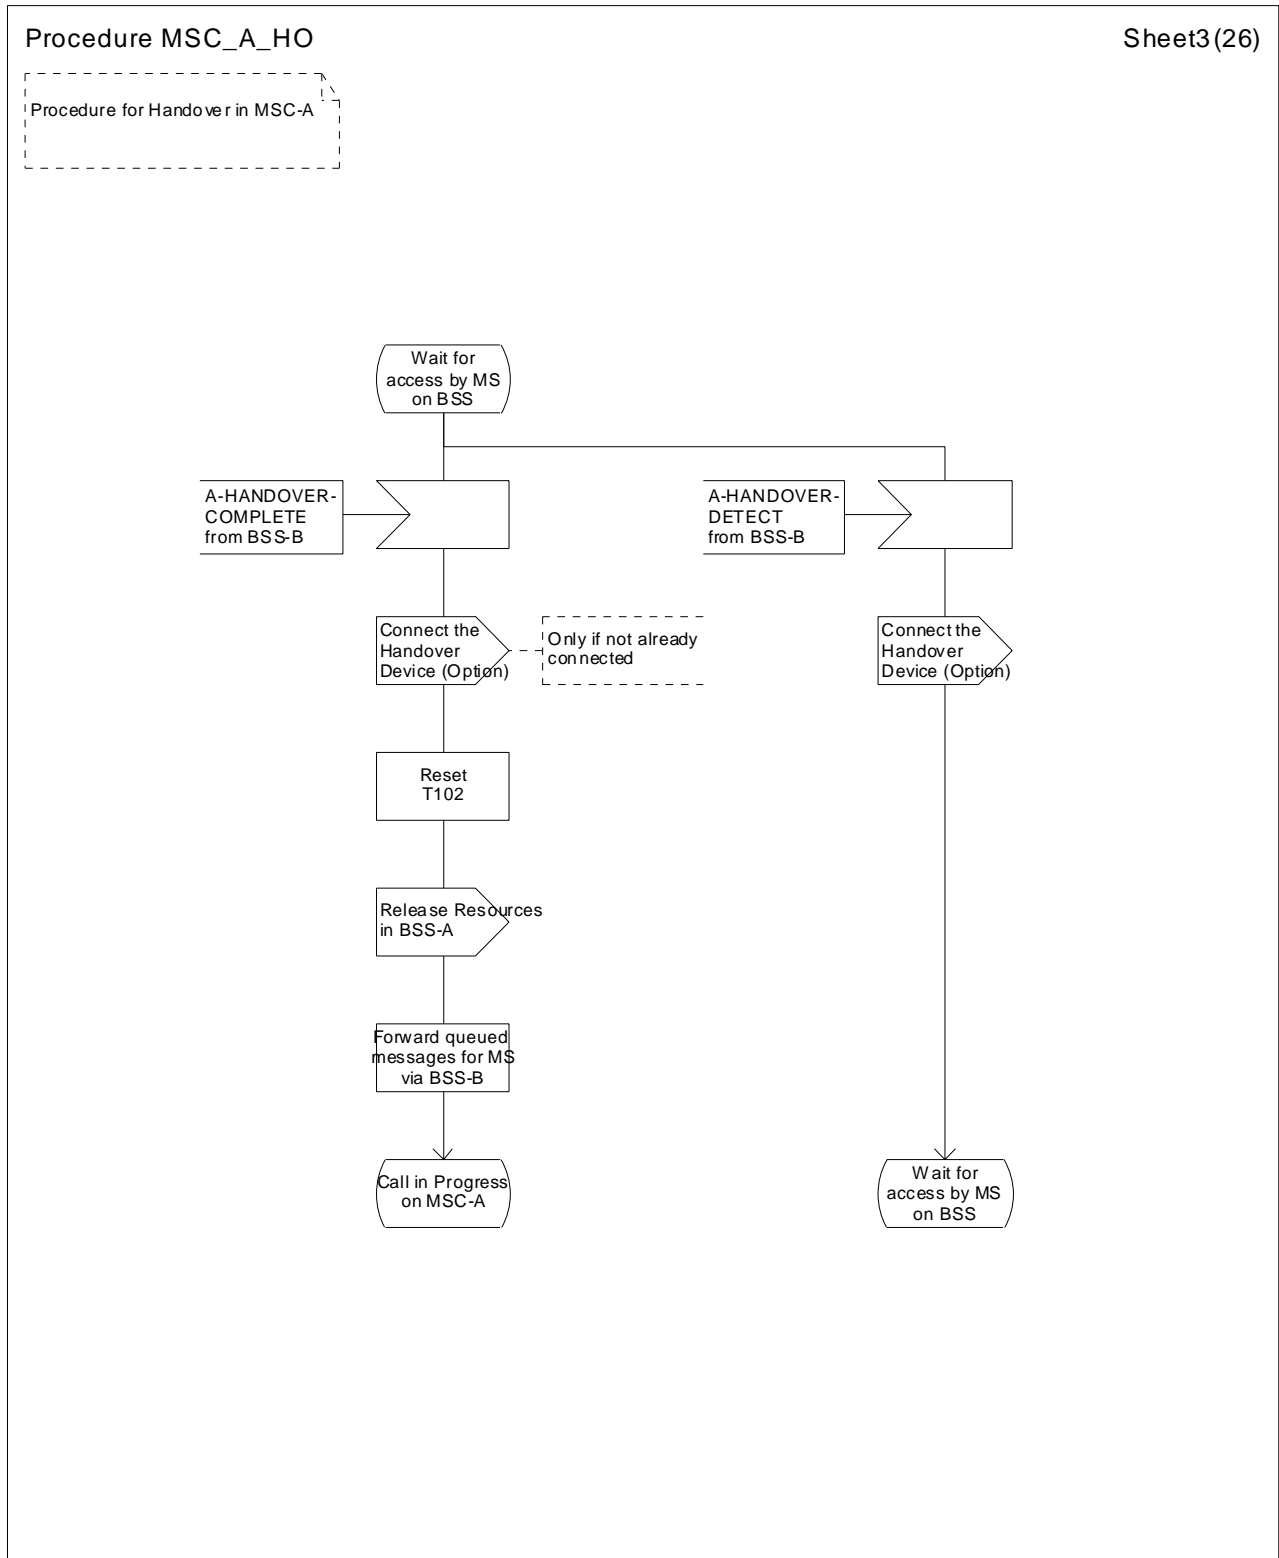 Procedure MSC_A_HO
Sheet3(26)
Procedure for Handover in MSC-A
Wait for
access by MS
on BSS
A-HANDOVER-
COMPLETE
from BSS-B
A-HANDOVER-
DETECT
from BSS-B
Connect the
Handover
Device (Option)
Only if not already
connected
Connect the
Handover
Device (Option)
Reset
T102
Release Resources
in BSS-A
Forward queued
messages for MS
via BSS-B
Call in Progress
on MSC-A
Wait for
access by MS
on BSS